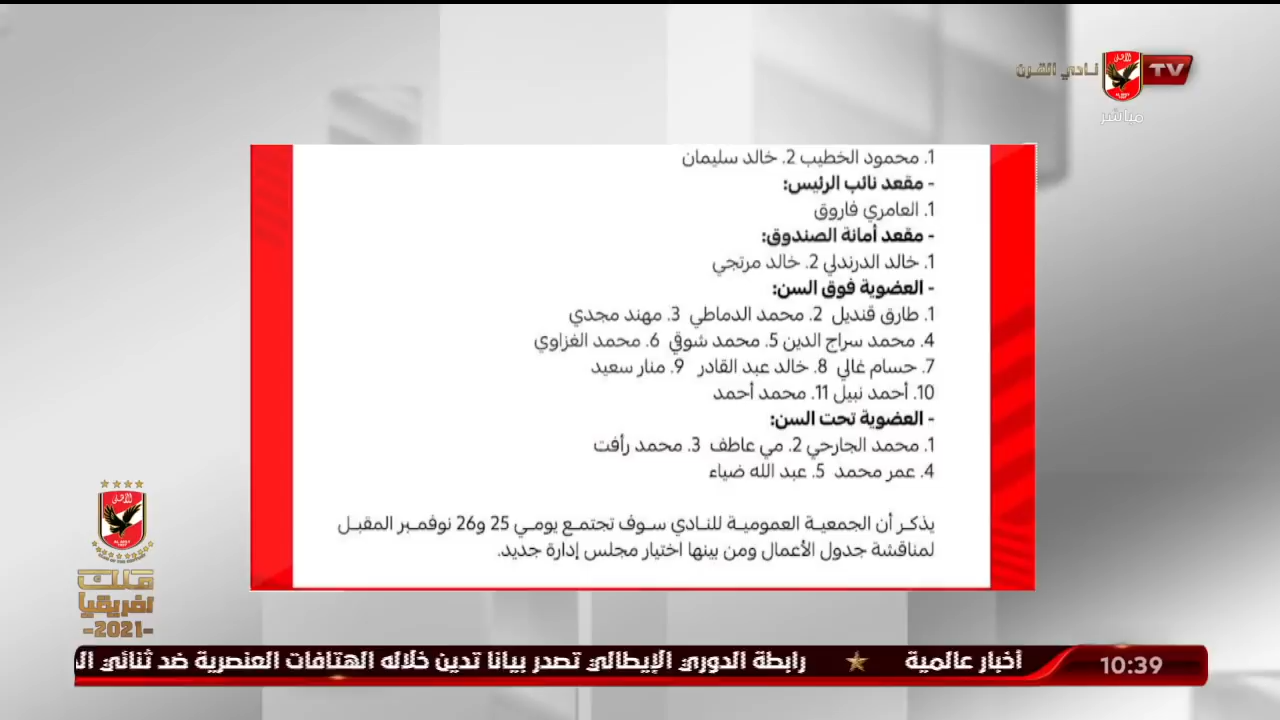 نادي القرن
TV
مباشر
1. محمود الخطيب 2. خالد سليمان
- مقعد نائب الرئيس:
1. العامري فاروق
- مقعد أمانة الصندوق:
1. خالد الدرندلي 2. خالد مرتجي
- العضوية فوق السن:
1. طارق قنديل 2. محمد الدماطي 3. مهند مجدي
4. محمد سراج الدين 5. محمد شوقي 6. محمد الغزاوي
7. حسام غالي 8. خالد عبد القادر 9. منار سعيد
10. أحمد نبيل 11. محمد أحمد
- العضوية تحت السن:
1. محمد الجارحي 2. مي عاطف 3. محمد رأفت
4. عمر محمد 5. عبد الله ضياء
يذكر أن الجمعية العمومية للنادي سوف تجتمع يومي 25 و26 نوفمبر المقبل
لمناقشة جدول الأعمال ومن بينها اختيار مجلس إدارة جديد.
ملك
افريقيا
-2021-
10:39
أخبار عالمية ★ رابطة الدوري الإيطالي تصدر بيانا تدين خلاله الهتافات العنصرية ضد ثنائي